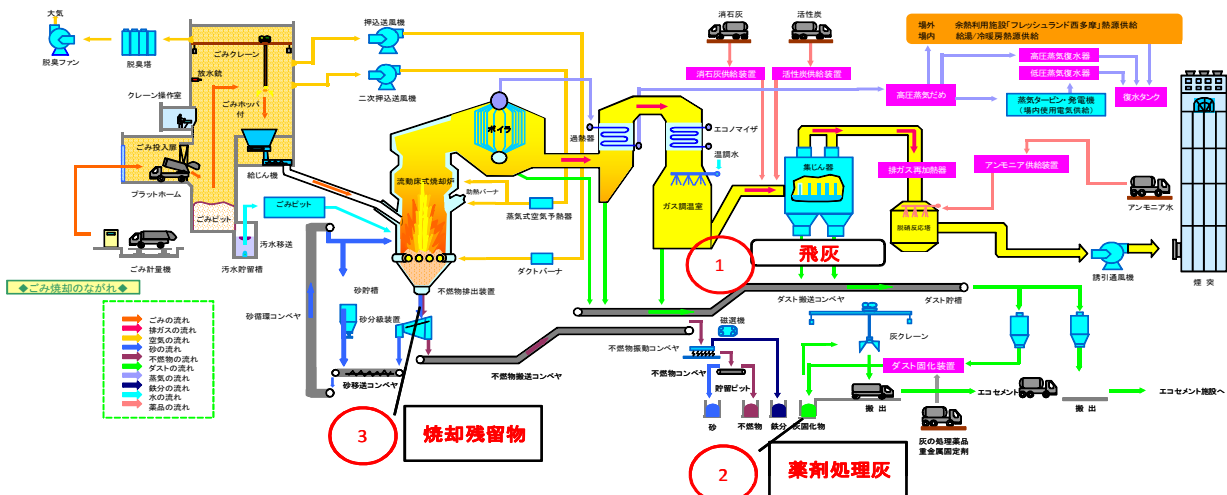 大気
脱臭ファン
脱臭塔
ごみクレーン
放水銃
クレーン操作室
ごみホッパ
付
ごみ投入扉
プラットホーム
給じん機
ごみピット
ごみピット
汚水移送
汚水貯留槽
ごみ計量機
押込送風機
二次押込送風機
ボイラ
流動床式焼却炉
助熱バーナ
蒸気式空気予熱器
ダクトバーナ
不燃物排出装置
過熱器
エコノマイザ
温調水
ガス調温室
消石灰
活性炭
消石灰供給装置
活性炭供給装置
集じん器
排ガス再加熱器
脱硝反応塔
アンモニア供給装置
アンモニア水
誘引通風機
煙突
場外 余熱利用施設「フレッシュランド西多摩」熱源供給
場内 給湯/冷暖房熱源供給
高圧蒸気だめ
高圧蒸気復水器
低圧蒸気復水器
蒸気タービン・発電機
(場内使用電気供給)
復水タンク
1
飛灰
◆ごみ焼却のながれ◆
ごみの流れ
排ガスの流れ
空気の流れ
砂の流れ
不燃物の流れ
ダストの流れ
蒸気の流れ
鉄分の流れ
水の流れ
薬品の流れ
砂循環コンベヤ
砂貯槽
砂分級装置
砂移送コンベヤ
不燃物搬送コンベヤ
磁選機
不燃物振動コンベヤ
不燃物コンベヤ
貯留ピット
砂
不燃物
鉄分
灰固化物
ダスト搬送コンベヤ
ダスト貯槽
灰クレーン
ダスト固化装置
搬出
エコセメント
搬出
エコセメント施設へ
灰の処理薬品
重金属固定剤
3
焼却残留物
2
薬剤処理灰